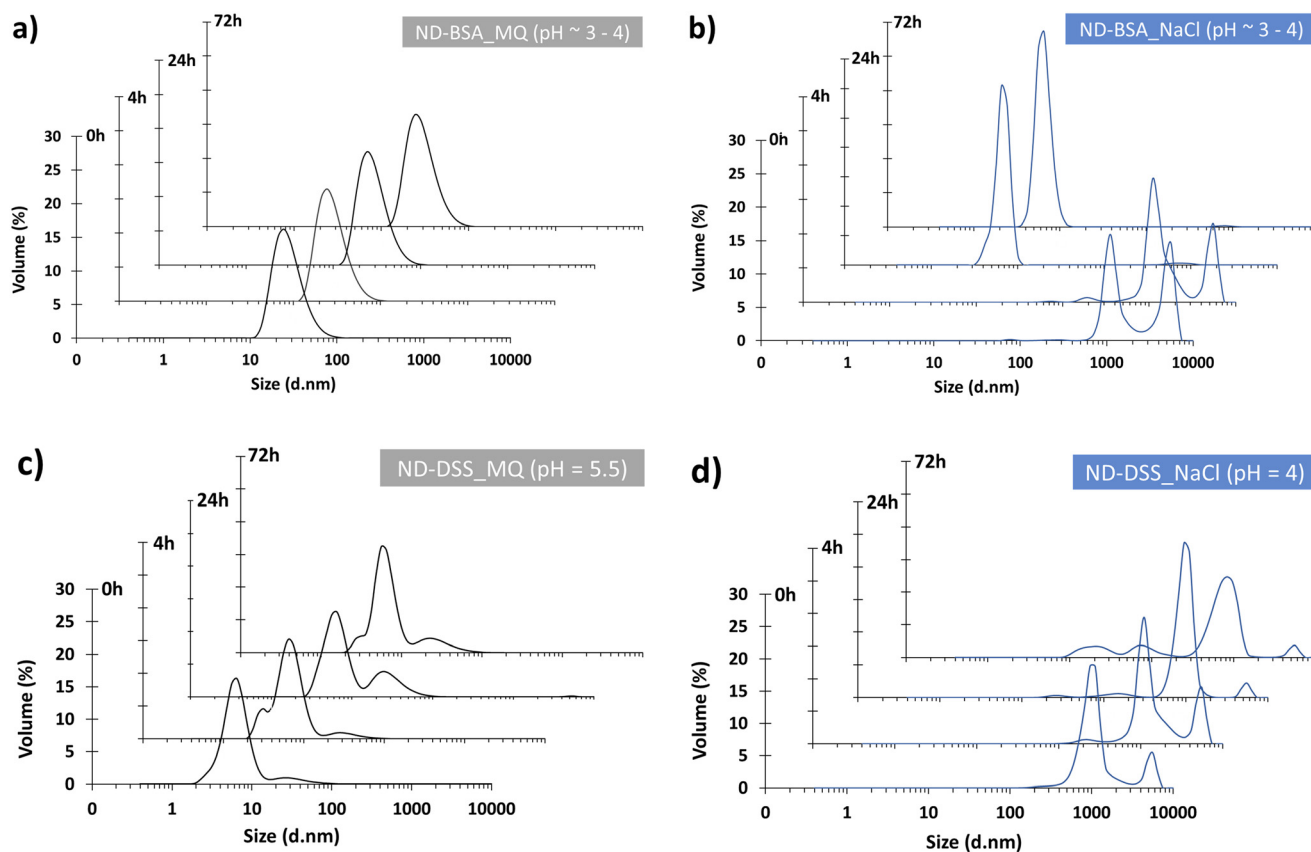 a)
ND-BSA_MQ (pH ~ 3 - 4)
72h
24h
4h
0h
30
25
20
15
10
5
0
Volume (%)
0 1 10 100 1000 10000
Size (d.nm)
b)
ND-BSA_NaCl (pH ~ 3 - 4)
72h
24h
4h
0h
30
25
20
15
10
5
0
Volume (%)
0 1 10 100 1000 10000
Size (d.nm)
c)
ND-DSS_MQ (pH = 5.5)
72h
24h
4h
0h
30
25
20
15
10
5
0
Volume (%)
0 1 10 100 1000 10000
Size (d.nm)
d)
ND-DSS_NaCl (pH = 4)
72h
24h
4h
0h
30
25
20
15
10
5
0
Volume (%)
0 1 10 100 1000 10000
Size (d.nm)